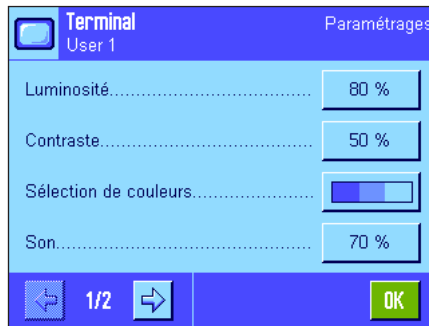 Terminal
User 1
Paramétrages
Luminosité................................... 80 %
Contraste..................................... 50 %
Sélection de couleurs.................. 
Son............................................. 70 %
1/2
OK